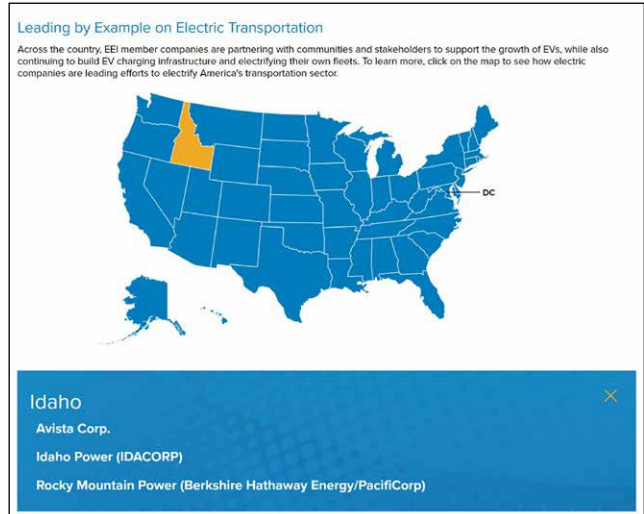 Leading by Example on Electric Transportation
Across the country, EEI member companies are partnering with communities and stakeholders to support the growth of EVs, while also
continuing to build EV charging infrastructure and electrifying their own fleets. To learn more, click on the map to see how electric
companies are leading efforts to electrify America's transportation sector.
DC
Idaho
Avista Corp.
Idaho Power (IDACORP)
Rocky Mountain Power (Berkshire Hathaway Energy/PacifiCorp)